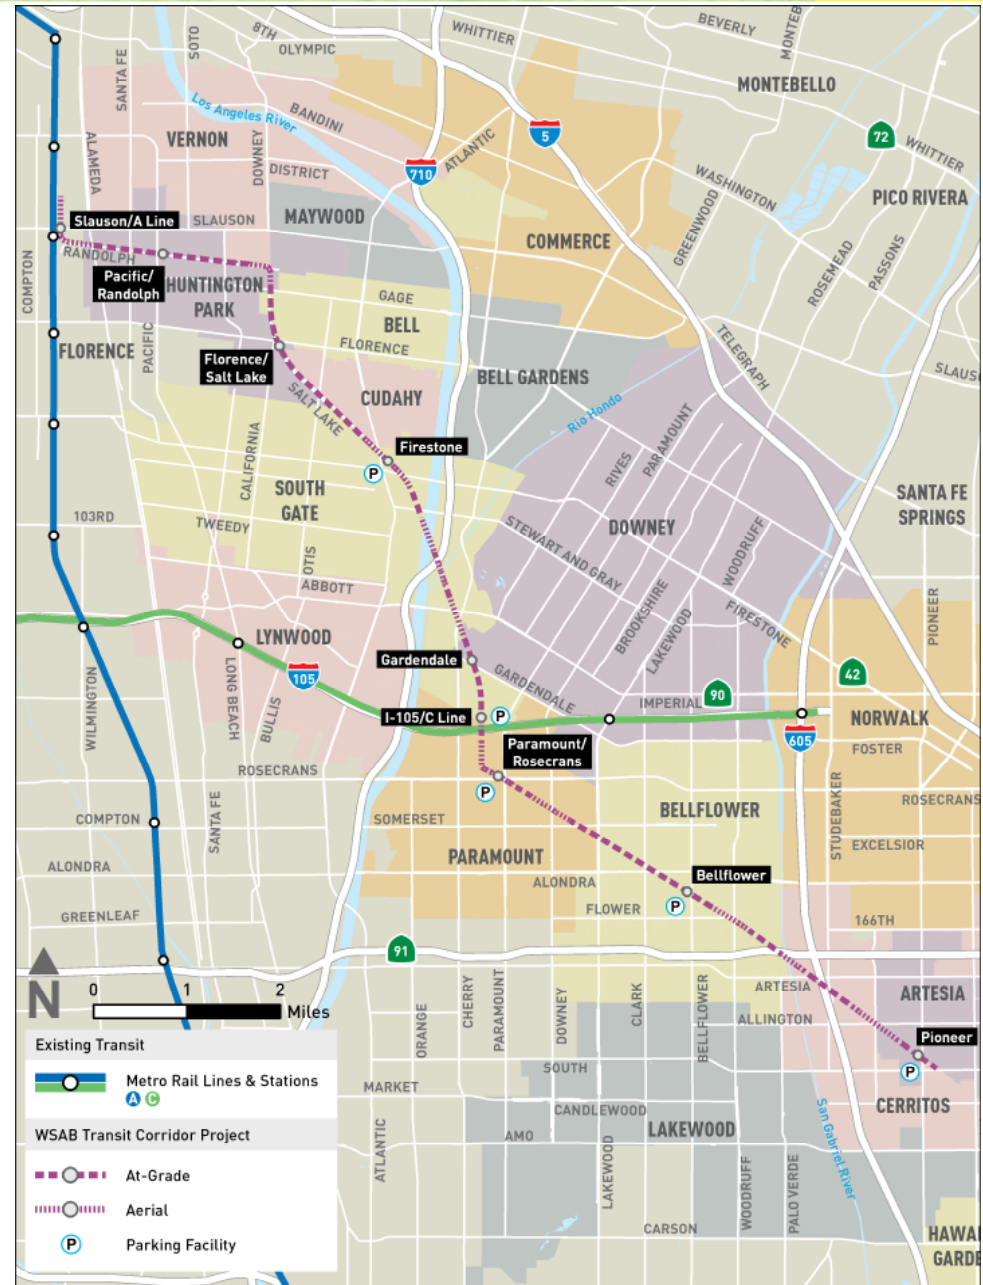 BEVERLY
WHITTIER
8TH
OLYMPIC
SOTO
SANTA FE
MONTEB
MONTEBELLO
5
72
WHITTIER
BANDINI
Los Angeles River
VERNON
ALAMEDA
DOWNEY
DISTRICT
710
ATLANTIC
WASHINGTON
PICO RIVERA
Slauson/A Line
SLAUSON
MAYWOOD
COMMERCE
GREENWOOD
ROSEMEAD
PASSONS
RANDOLPH
Pacific/
Randolph
HUNTINGTON
PARK
COMPTON
GAGE
BELL
FLORENCE
FLORENCE
PACIFIC
Florence/
Salt Lake
TELEGRAPH
SLAUS
BELL GARDENS
SALT LAKE
CUDAHY
Rio Hondo
PARAMOUNT
RIVES
Firestone
P
CALIFORNIA
SOUTH
GATE
SANTA FE
SPRINGS
103RD
TWEEDY
STEWART AND GRAY
DOWNEY
WOODRUFF
OTIS
ABBOTT
BROOKSHIRE
LAKEWOOD
FIRESTONE
PIONEER
LYNWOOD
105
Gardendale
GARDENDALE
42
90
IMPERIAL
I-105/C Line
P
NORWALK
605
WILMINGTON
LONG BEACH
BULLIS
Paramount/
Rosecrans
FOSTER
ROSECRANS
P
ROSECRANS
STUDEBAKER
COMPTON
SANTA FE
SOMERSET
BELLFLOWER
EXCELSIOR
PARAMOUNT
ALONDRA
Bellflower
ALONDRA
FLOWER
P
GREENLEAF
166TH
91
N
0
1
2
Miles
ORANGE
CHERRY
PARAMOUNT
DOWNEY
CLARK
BELLFLOWER
ARTESIA
ARTESIA
ALLINGTON
Pioneer
P
SOUTH
MARKET
CERRITOS
CANDLEWOOD
AMO
LAKEWOOD
ATLANTIC
LAKEWOOD
WOODRUFF
PALO VERDE
San Gabriel River
CARSON
HAWAI
GARDE
Existing Transit
Metro Rail Lines & Stations
A C
WSAB Transit Corridor Project
At-Grade
Aerial
P Parking Facility